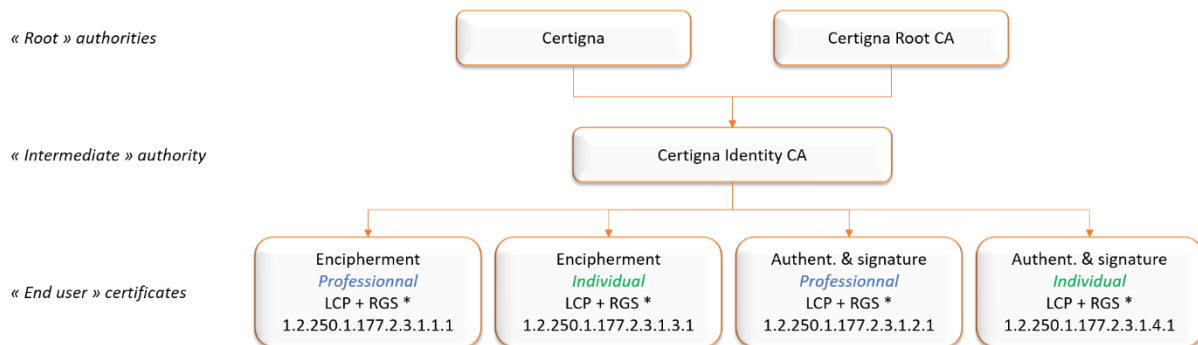 « Root » authorities
Certigna
Certigna Root CA
« Intermediate » authority
Certigna Identity CA
« End user » certificates
Encipherment
Professionnal
LCP + RGS *
1.2.250.1.177.2.3.1.1.1
Encipherment
Individual
LCP + RGS *
1.2.250.1.177.2.3.1.3.1
Authent. & signature
Professionnal
LCP + RGS *
1.2.250.1.177.2.3.1.2.1
Authent. & signature
Individual
LCP + RGS *
1.2.250.1.177.2.3.1.4.1